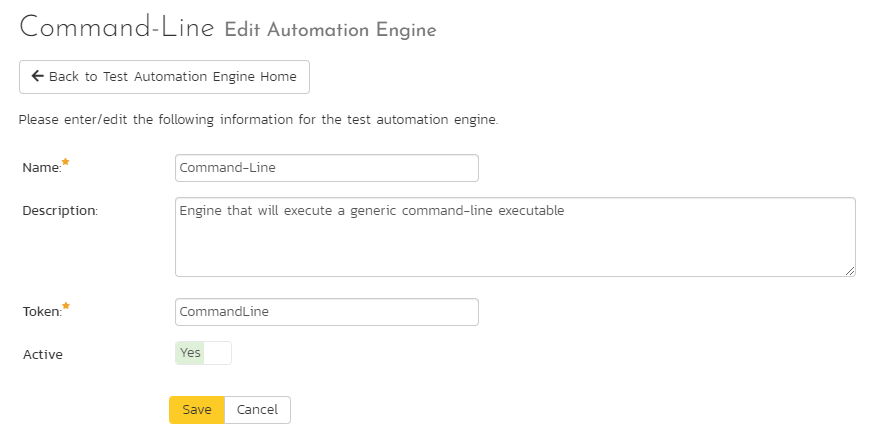 Command-Line Edit Automation Engine
Back to Test Automation Engine Home
Please enter/edit the following information for the test automation engine.
Name: Command-Line
Description: Engine that will execute a generic command-line executable
Token: CommandLine
Active Yes
Save Cancel